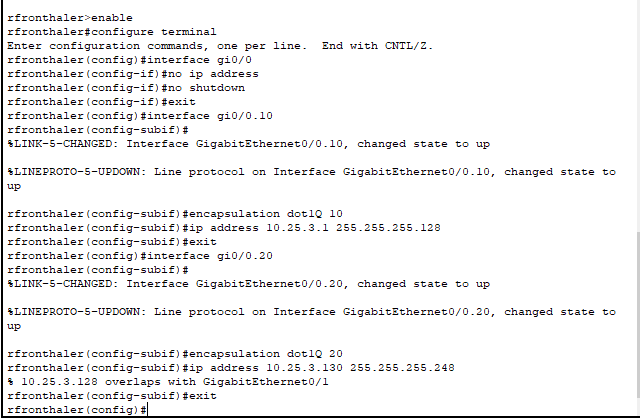 rfronthaler>enable
rfronthaler#configure terminal
Enter configuration commands, one per line.  End with CNTL/Z.
rfronthaler(config)#interface gi0/0
rfronthaler(config-if)#no ip address
rfronthaler(config-if)#no shutdown
rfronthaler(config-if)#exit
rfronthaler(config)#interface gi0/0.10
rfronthaler(config-subif)#
%LINK-5-CHANGED: Interface GigabitEthernet0/0.10, changed state to up
%LINEPROTO-5-UPDOWN: Line protocol on Interface GigabitEthernet0/0.10, changed state to
up
rfronthaler(config-subif)#encapsulation dot1Q 10
rfronthaler(config-subif)#ip address 10.25.3.1 255.255.255.128
rfronthaler(config-subif)#exit
rfronthaler(config)#interface gi0/0.20
rfronthaler(config-subif)#
%LINK-5-CHANGED: Interface GigabitEthernet0/0.20, changed state to up
%LINEPROTO-5-UPDOWN: Line protocol on Interface GigabitEthernet0/0.20, changed state to
up
rfronthaler(config-subif)#encapsulation dot1Q 20
rfronthaler(config-subif)#ip address 10.25.3.130 255.255.255.248
% 10.25.3.128 overlaps with GigabitEthernet0/1
rfronthaler(config-subif)#exit
rfronthaler(config)#